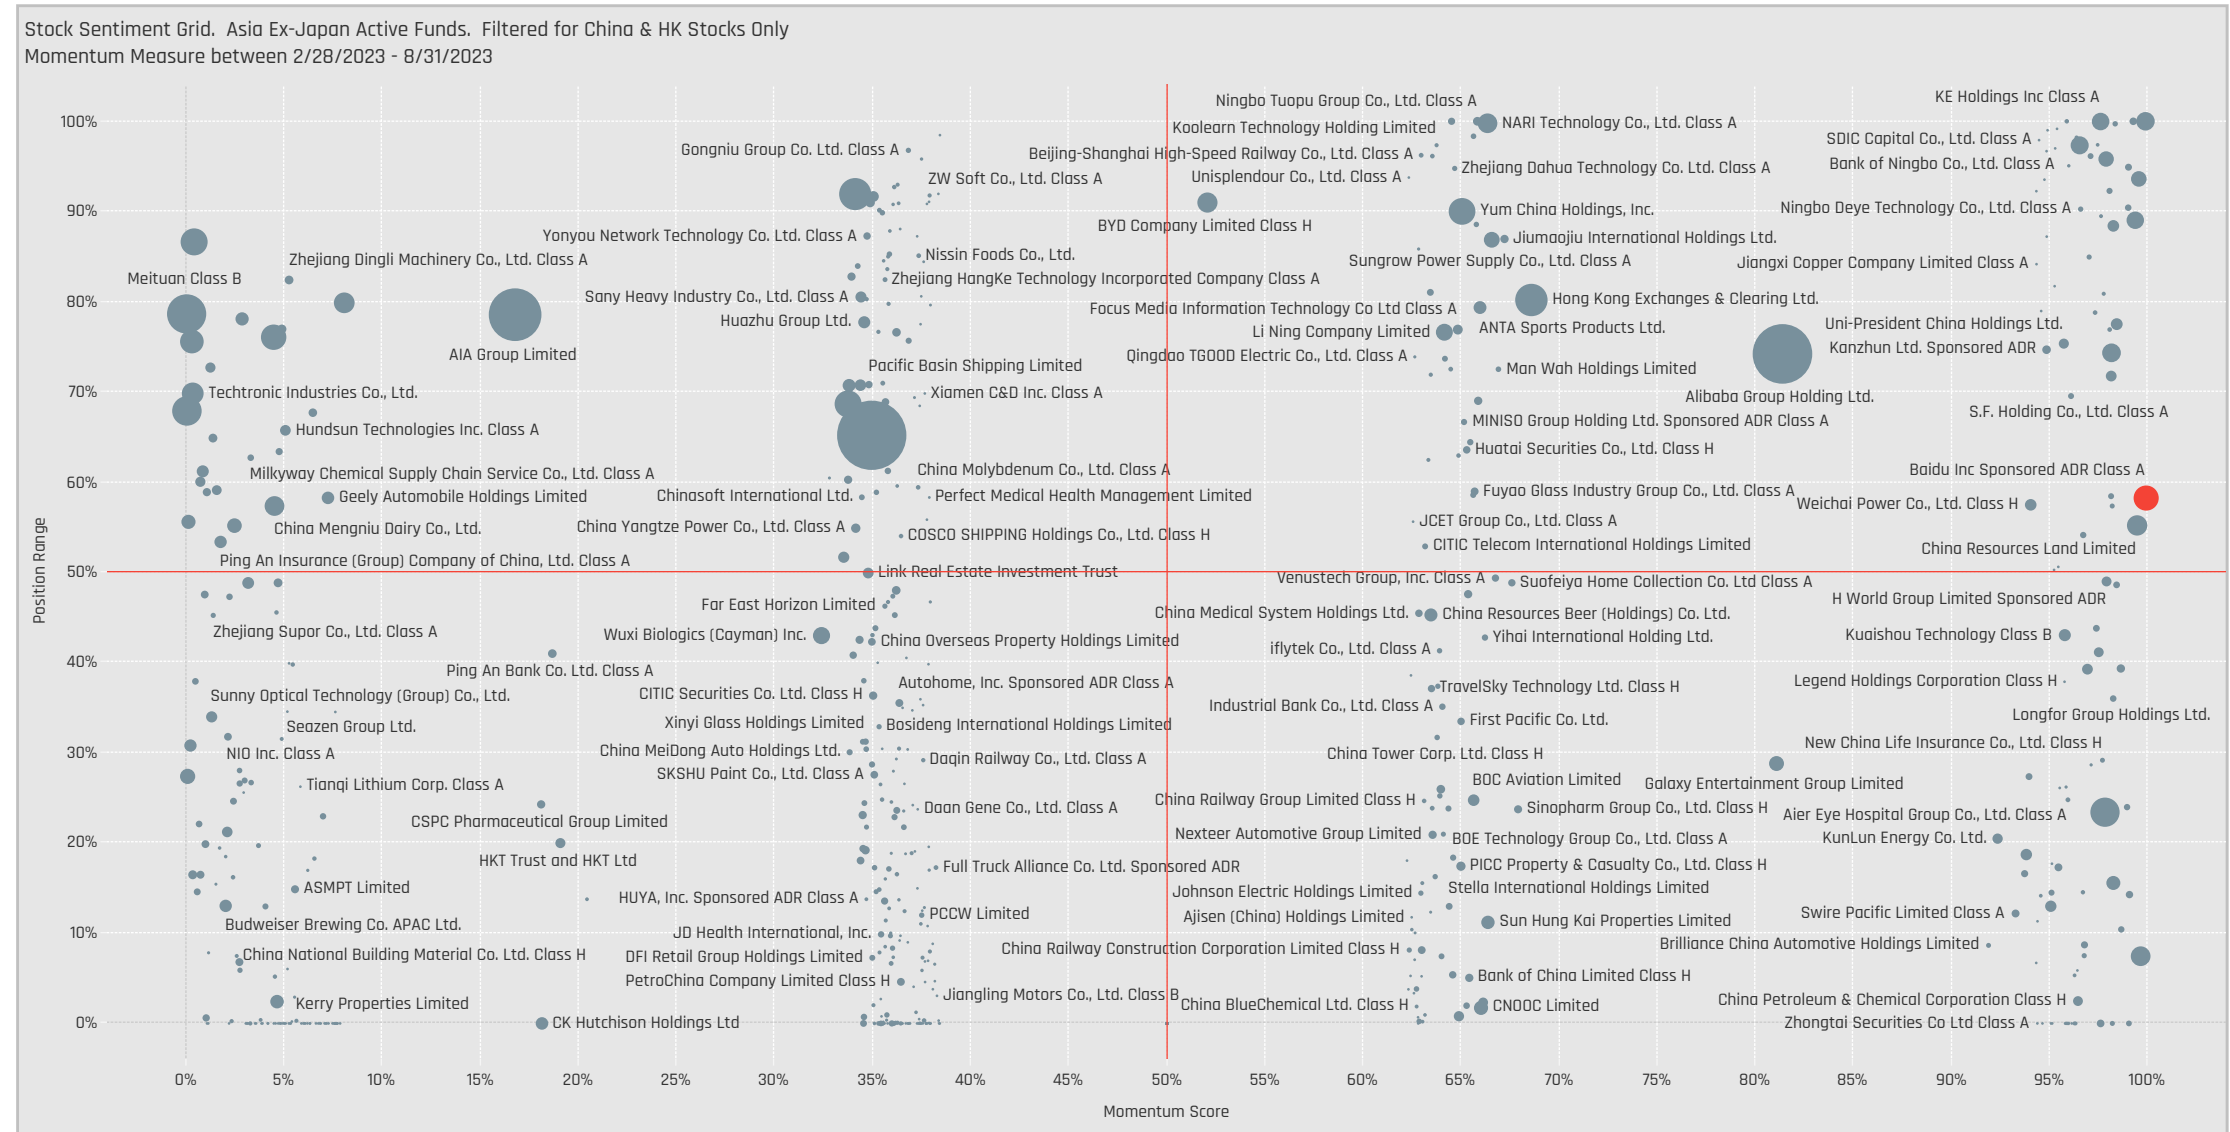 Stock Sentiment Grid. Asia Ex-Japan Active Funds. Filtered for China & HK Stocks Only
Momentum Measure between 2/28/2023 - 8/31/2023
KE Holdings Inc Class A
Ningbo Tuopu Group Co., Ltd. Class A
100%
NARI Technology Co., Ltd. Class A
Koolearn Technology Holding Limited
SDIC Capital Co., Ltd. Class A
Gongniu Group Co. Ltd. Class A
Beijing-Shanghai High-Speed Railway Co., Ltd. Class A
Bank of Ningbo Co., Ltd. Class A
Zhejiang Dahua Technology Co., Ltd. Class A
ZW Soft Co., Ltd. Class A
Unisplendour Co., Ltd. Class A
90%
Yum China Holdings, Inc.
Ningbo Deye Technology Co., Ltd. Class A
BYD Company Limited Class H
Yonyou Network Technology Co. Ltd. Class A
Jiumaojiu International Holdings Ltd.
Nissin Foods Co., Ltd.
Zhejiang Dingli Machinery Co., Ltd. Class A
Sungrow Power Supply Co., Ltd. Class A
Jiangxi Copper Company Limited Class A
Meituan Class B
Zhejiang HangKe Technology Incorporated Company Class A
80%
Sany Heavy Industry Co., Ltd. Class A
Hong Kong Exchanges & Clearing Ltd.
Focus Media Information Technology Co Ltd Class A
Huazhu Group Ltd.
Uni-President China Holdings Ltd.
Li Ning Company Limited
ANTA Sports Products Ltd.
Kanzhun Ltd. Sponsored ADR
AIA Group Limited
Qingdao TGOOD Electric Co., Ltd. Class A
Pacific Basin Shipping Limited
Man Wah Holdings Limited
70%
Techtronic Industries Co., Ltd.
Xiamen C&D Inc. Class A
Alibaba Group Holding Ltd.
S.F. Holding Co., Ltd. Class A
MINISO Group Holding Ltd. Sponsored ADR Class A
Hundsun Technologies Inc. Class A
Huatai Securities Co., Ltd. Class H
Milkyway Chemical Supply Chain Service Co., Ltd. Class A
China Molybdenum Co., Ltd. Class A
Baidu Inc Sponsored ADR Class A
60%
Geely Automobile Holdings Limited
Chinasoft International Ltd.
Perfect Medical Health Management Limited
Fuyao Glass Industry Group Co., Ltd. Class A
Weichai Power Co., Ltd. Class H
China Mengniu Dairy Co., Ltd.
China Yangtze Power Co., Ltd. Class A
JCET Group Co., Ltd. Class A
COSCO SHIPPING Holdings Co., Ltd. Class H
CITIC Telecom International Holdings Limited
China Resources Land Limited
Ping An Insurance (Group) Company of China, Ltd. Class A
Position Range
50%
Link Real Estate Investment Trust
Venustech Group, Inc. Class A
Suofeiya Home Collection Co. Ltd Class A
H World Group Limited Sponsored ADR
Far East Horizon Limited
China Medical System Holdings Ltd.
China Resources Beer (Holdings) Co. Ltd.
Zhejiang Supor Co., Ltd. Class A
Wuxi Biologics (Cayman) Inc.
China Overseas Property Holdings Limited
Yihai International Holding Ltd.
Kuaishou Technology Class B
iflytek Co., Ltd. Class A
40%
Ping An Bank Co. Ltd. Class A
Autohome, Inc. Sponsored ADR Class A
Legend Holdings Corporation Class H
TravelSky Technology Ltd. Class H
Sunny Optical Technology (Group) Co., Ltd.
CITIC Securities Co. Ltd. Class H
Industrial Bank Co., Ltd. Class A
Longfor Group Holdings Ltd.
Seazen Group Ltd.
Xinyi Glass Holdings Limited
Bosideng International Holdings Limited
First Pacific Co. Ltd.
New China Life Insurance Co., Ltd. Class H
30%
NIO Inc. Class A
China MeiDong Auto Holdings Ltd.
Daqin Railway Co., Ltd. Class A
China Tower Corp. Ltd. Class H
SKSHU Paint Co., Ltd. Class A
Tianqi Lithium Corp. Class A
BOC Aviation Limited
Galaxy Entertainment Group Limited
China Railway Group Limited Class H
Daan Gene Co., Ltd. Class A
Sinopharm Group Co., Ltd. Class H
Aier Eye Hospital Group Co., Ltd. Class A
CSPC Pharmaceutical Group Limited
20%
Nexteer Automotive Group Limited
BOE Technology Group Co., Ltd. Class A
KunLun Energy Co. Ltd.
HKT Trust and HKT Ltd
Full Truck Alliance Co. Ltd. Sponsored ADR
PICC Property & Casualty Co., Ltd. Class H
ASMPT Limited
HUYA, Inc. Sponsored ADR Class A
Johnson Electric Holdings Limited
Stella International Holdings Limited
Budweiser Brewing Co. APAC Ltd.
PCCW Limited
Ajisen (China) Holdings Limited
Sun Hung Kai Properties Limited
Swire Pacific Limited Class A
10%
JD Health International, Inc.
China Railway Construction Corporation Limited Class H
Brilliance China Automotive Holdings Limited
China National Building Material Co. Ltd. Class H
DFI Retail Group Holdings Limited
PetroChina Company Limited Class H
Bank of China Limited Class H
Kerry Properties Limited
Jiangling Motors Co., Ltd. Class B
China BlueChemical Ltd. Class H
CNOOC Limited
China Petroleum & Chemical Corporation Class H
0%
CK Hutchison Holdings Ltd
Zhongtai Securities Co Ltd Class A
0% 5% 10% 15% 20% 25% 30% 35% 40% 45% 50% 55% 60% 65% 70% 75% 80% 85% 90% 95% 100%
Momentum Score